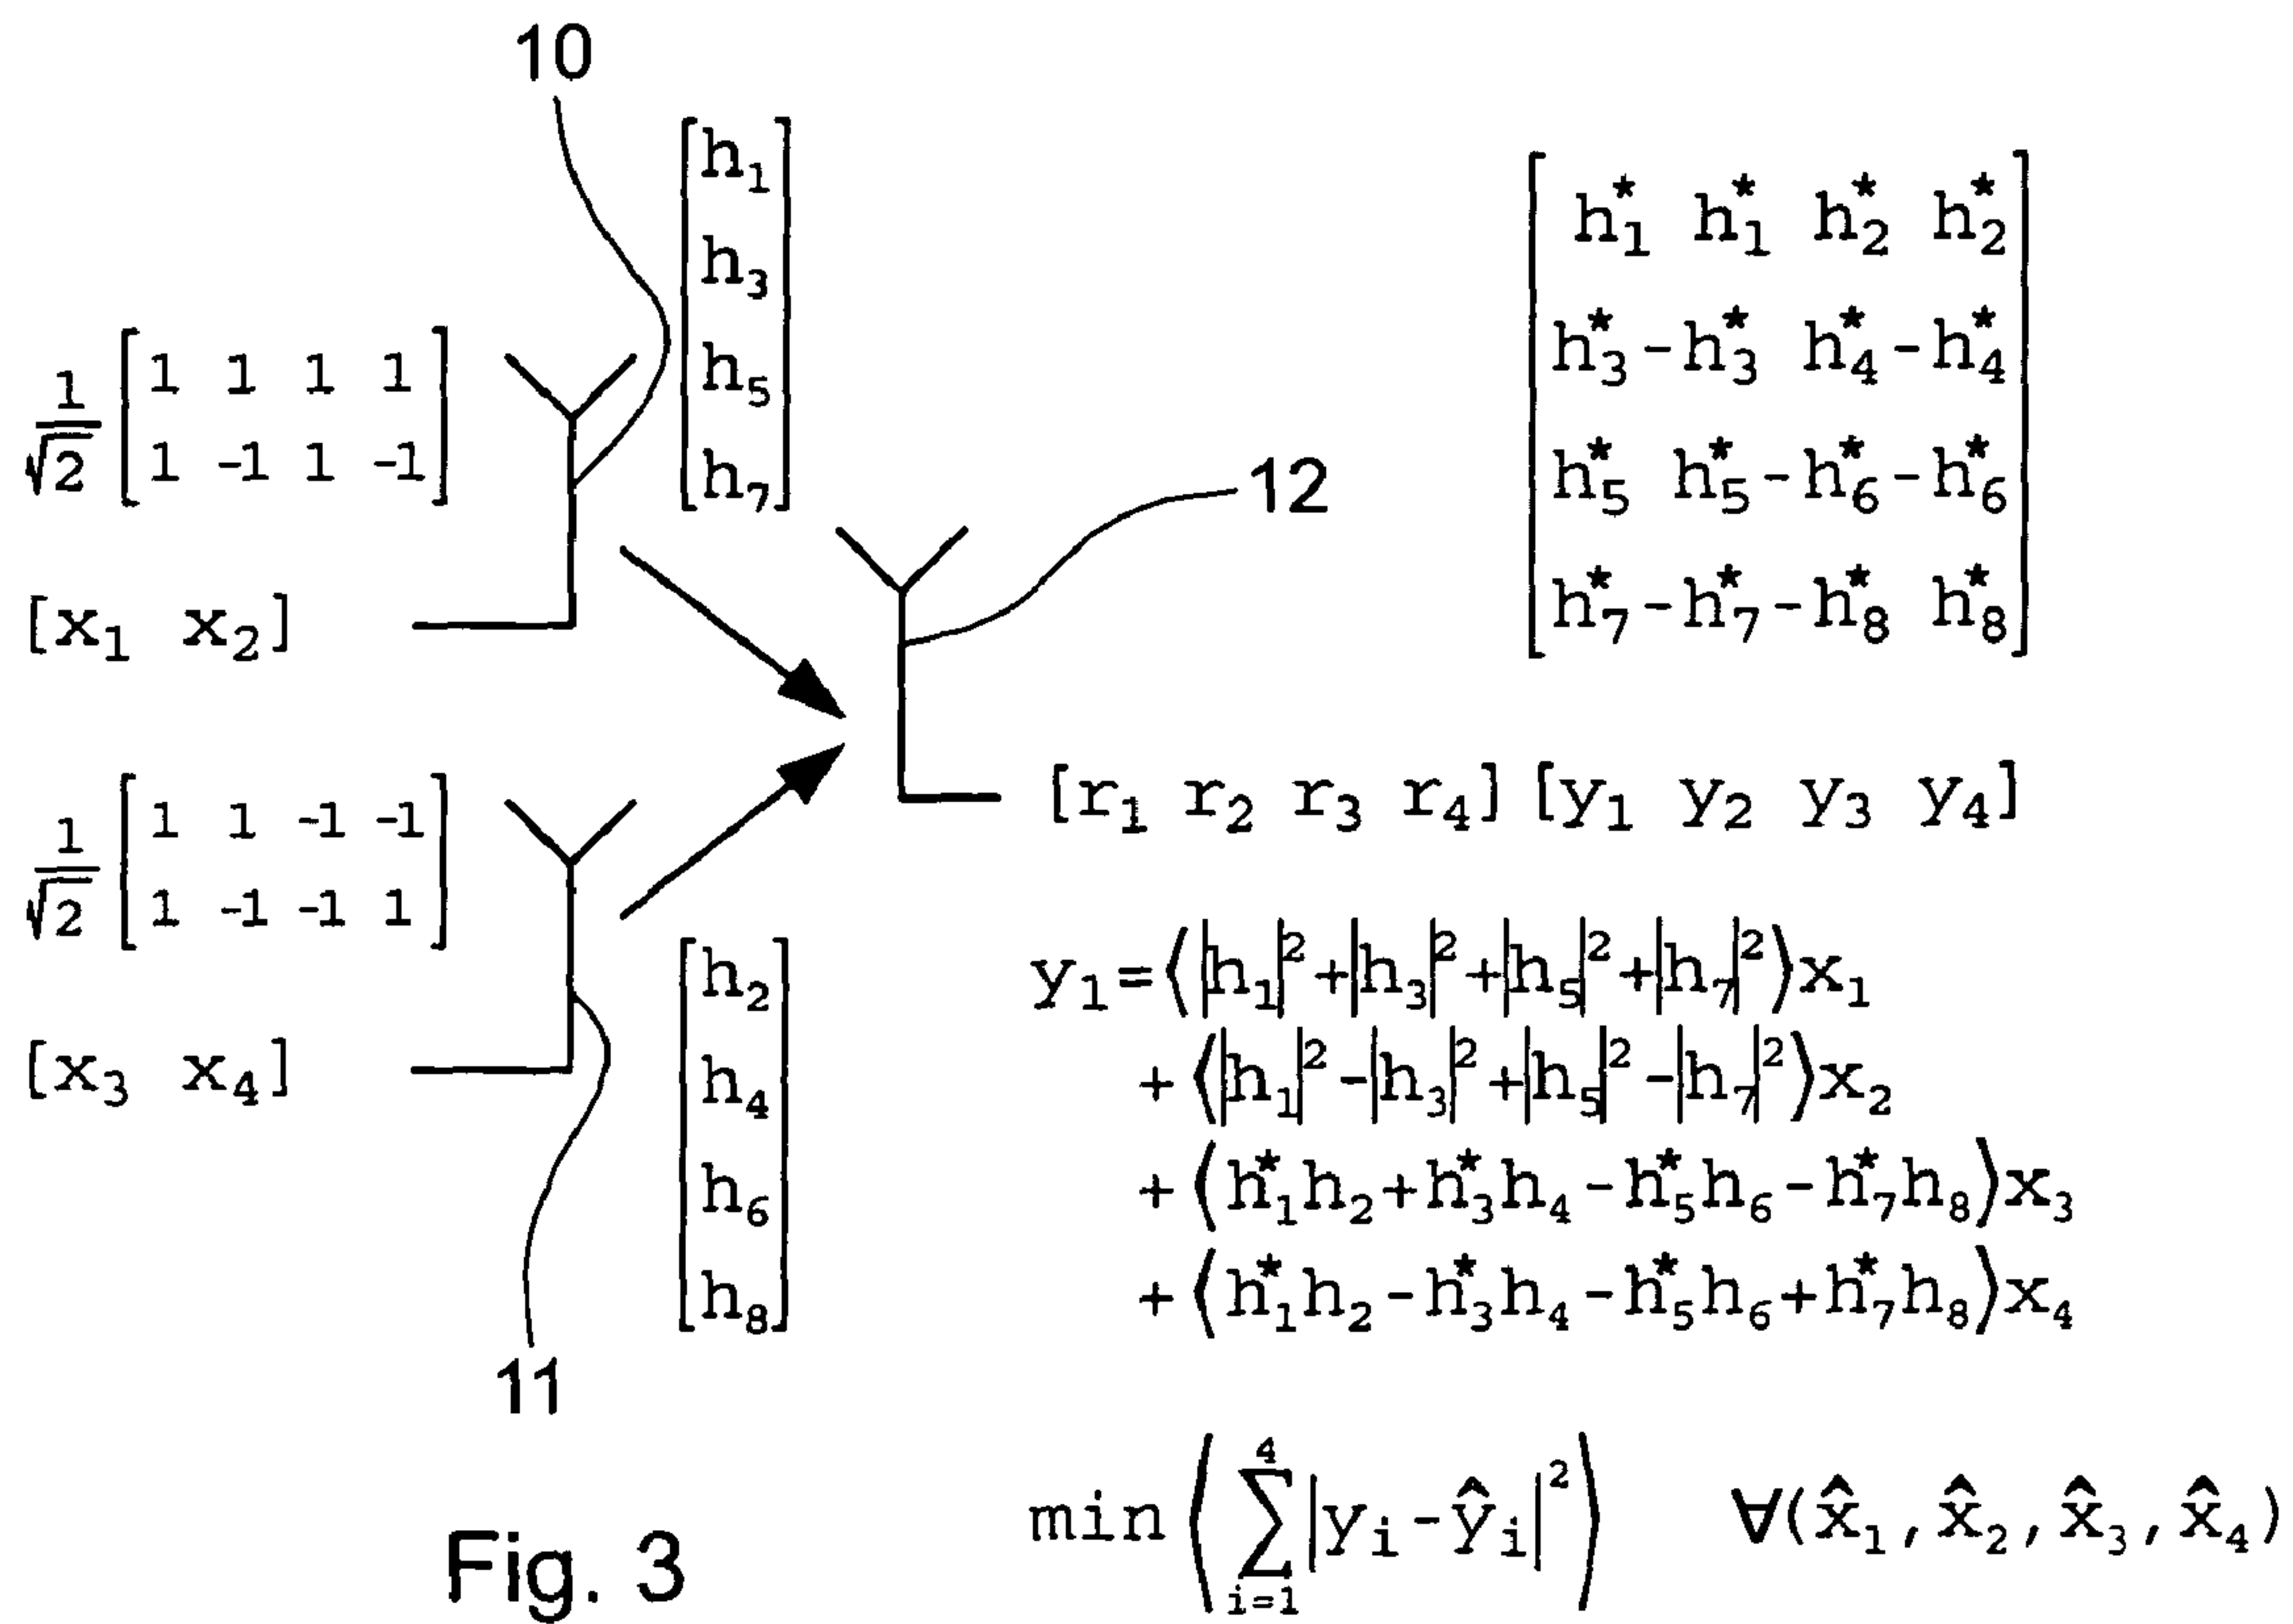 10
[h₁
h₃
h₅
h₇]
1/√2 [1 1 1 1
1 -1 1 -1]
[x₁ x₂]
12
[h₁* h₁* h₂* h₂*
h₃* -h₃* h₄* -h₄*
h₅* h₅* -h₆* -h₆*
h₇* -h₇* -h₈* h₈*]
1/√2 [1 1 -1 -1
1 -1 -1 1]
[x₃ x₄]
[h₂
h₄
h₆
h₈]
11
[r₁ r₂ r₃ r₄] [y₁ y₂ y₃ y₄]
y₁=⟨|h₁|²+|h₃|²+|h₅|²+|h₇|²⟩x₁
+⟨|h₁|²-|h₃|²+|h₅|²-|h₇|²⟩x₂
+⟨h₁*h₂+h₃*h₄-h₅*h₆-h₇*h₈⟩x₃
+⟨h₁*h₂-h₃*h₄-h₅*h₆+h₇*h₈⟩x₄
min⟨∑_{i=1}^{4}|yᵢ-ŷᵢ|²⟩ ∀(x̂₁,x̂₂,x̂₃,x̂₄)
Fig. 3